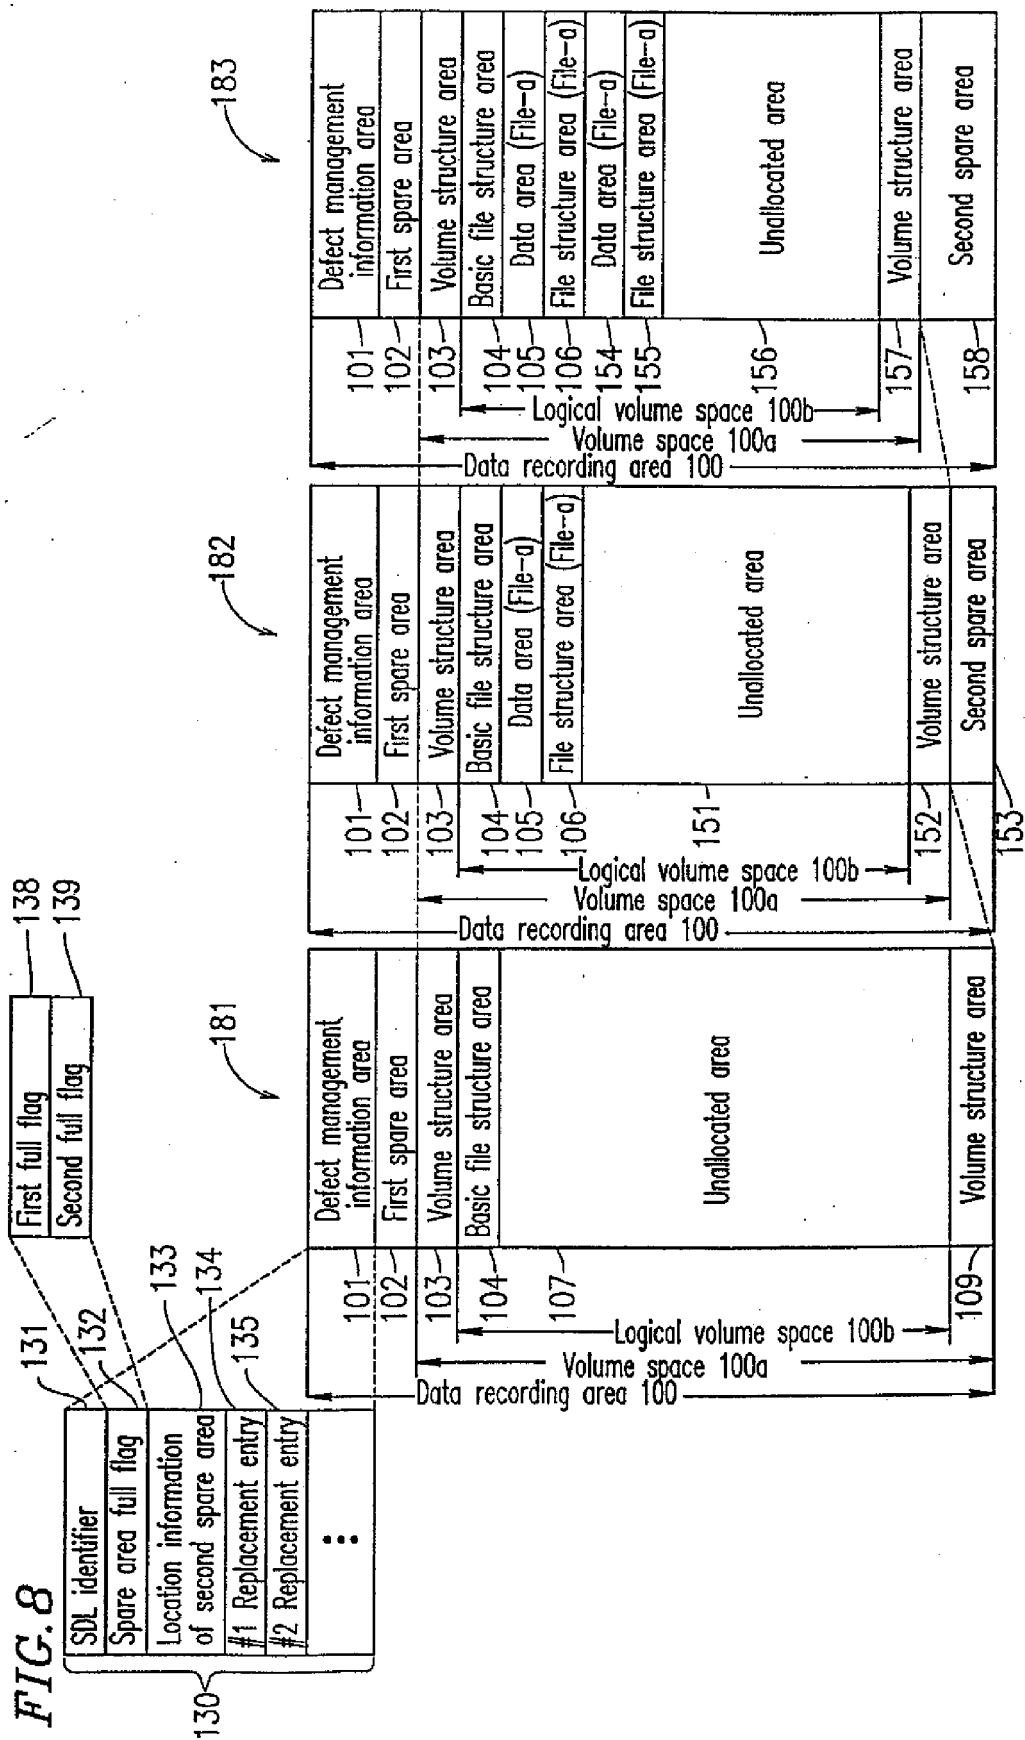 FIG.8
130
SDL identifier
Spare area full flag
Location information
of second spare area
#1 Replacement entry
#2 Replacement entry
131
132
133
134
135
First full flag
Second full flag
138
139
181
Defect management
information area
First spare area
Volume structure area
Basic file structure area
Unallocated area
Volume structure area
101
102
103
104
107
109
Logical volume space 100b
Volume space 100a
Data recording area 100
182
Defect management
information area
First spare area
Volume structure area
Basic file structure area
Data area (File-a)
File structure area (File-a)
Unallocated area
Volume structure area
Second spare area
101
102
103
104
105
106
151
152
153
Logical volume space 100b
Volume space 100a
Data recording area 100
183
Defect management
information area
First spare area
Volume structure area
Basic file structure area
Data area (File-a)
File structure area (File-a)
Data area (File-a)
File structure area (File-a)
Unallocated area
Volume structure area
Second spare area
101
102
103
104
105
106
154
155
156
157
158
Logical volume space 100b
Volume space 100a
Data recording area 100